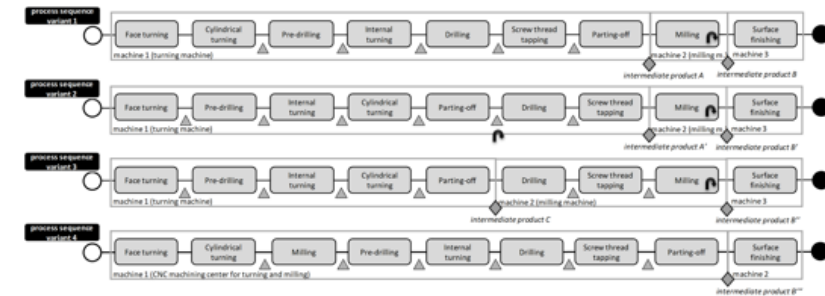 process sequence
variant 1
Face turning
Cylindrical
turning
Pre-drilling
Internal
turning
Drilling
Screw thread
tapping
Parting-off
Milling
Surface
finishing
machine 1 (turning machine)
machine 2 (milling m.)
machine 3
intermediate product A
intermediate product B
process sequence
variant 2
Face turning
Pre-drilling
Internal
turning
Cylindrical
turning
Parting-off
Drilling
Screw thread
tapping
Milling
Surface
finishing
machine 1 (turning machine)
machine 2 (milling m.)
machine 3
intermediate product A'
intermediate product B'
process sequence
variant 3
Face turning
Pre-drilling
Internal
turning
Cylindrical
turning
Parting-off
Drilling
Screw thread
tapping
Milling
Surface
finishing
machine 1 (turning machine)
machine 2 (milling machine)
machine 3
intermediate product C
intermediate product B''
process sequence
variant 4
Face turning
Cylindrical
turning
Milling
Pre-drilling
Internal
turning
Drilling
Screw thread
tapping
Parting-off
Surface
finishing
machine 1 (CNC machining center for turning and milling)
machine 2
intermediate product B'''